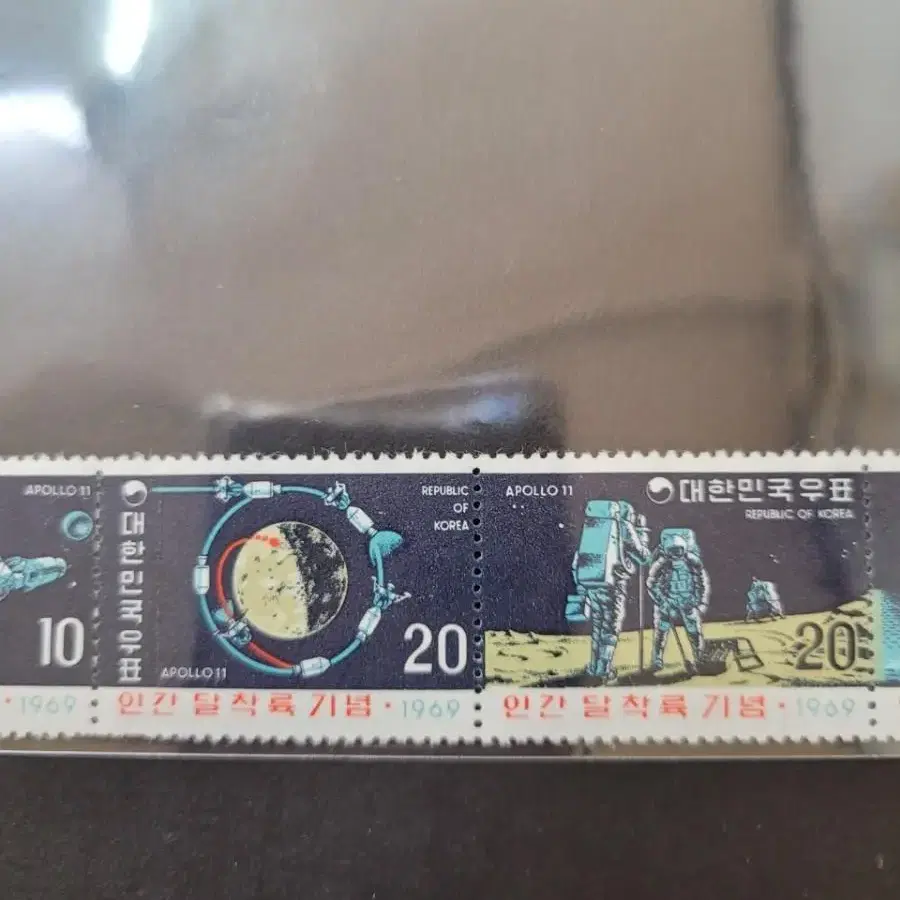 APOLLO 11
10
· 1969
대한민국우표
REPUBLIC
OF
KOREA
APOLLO 11
20
인간 달착륙 기념 · 1969
APOLLO 11
대한민국우표
REPUBLIC OF KOREA
20
인간 달착륙 기념 · 1969